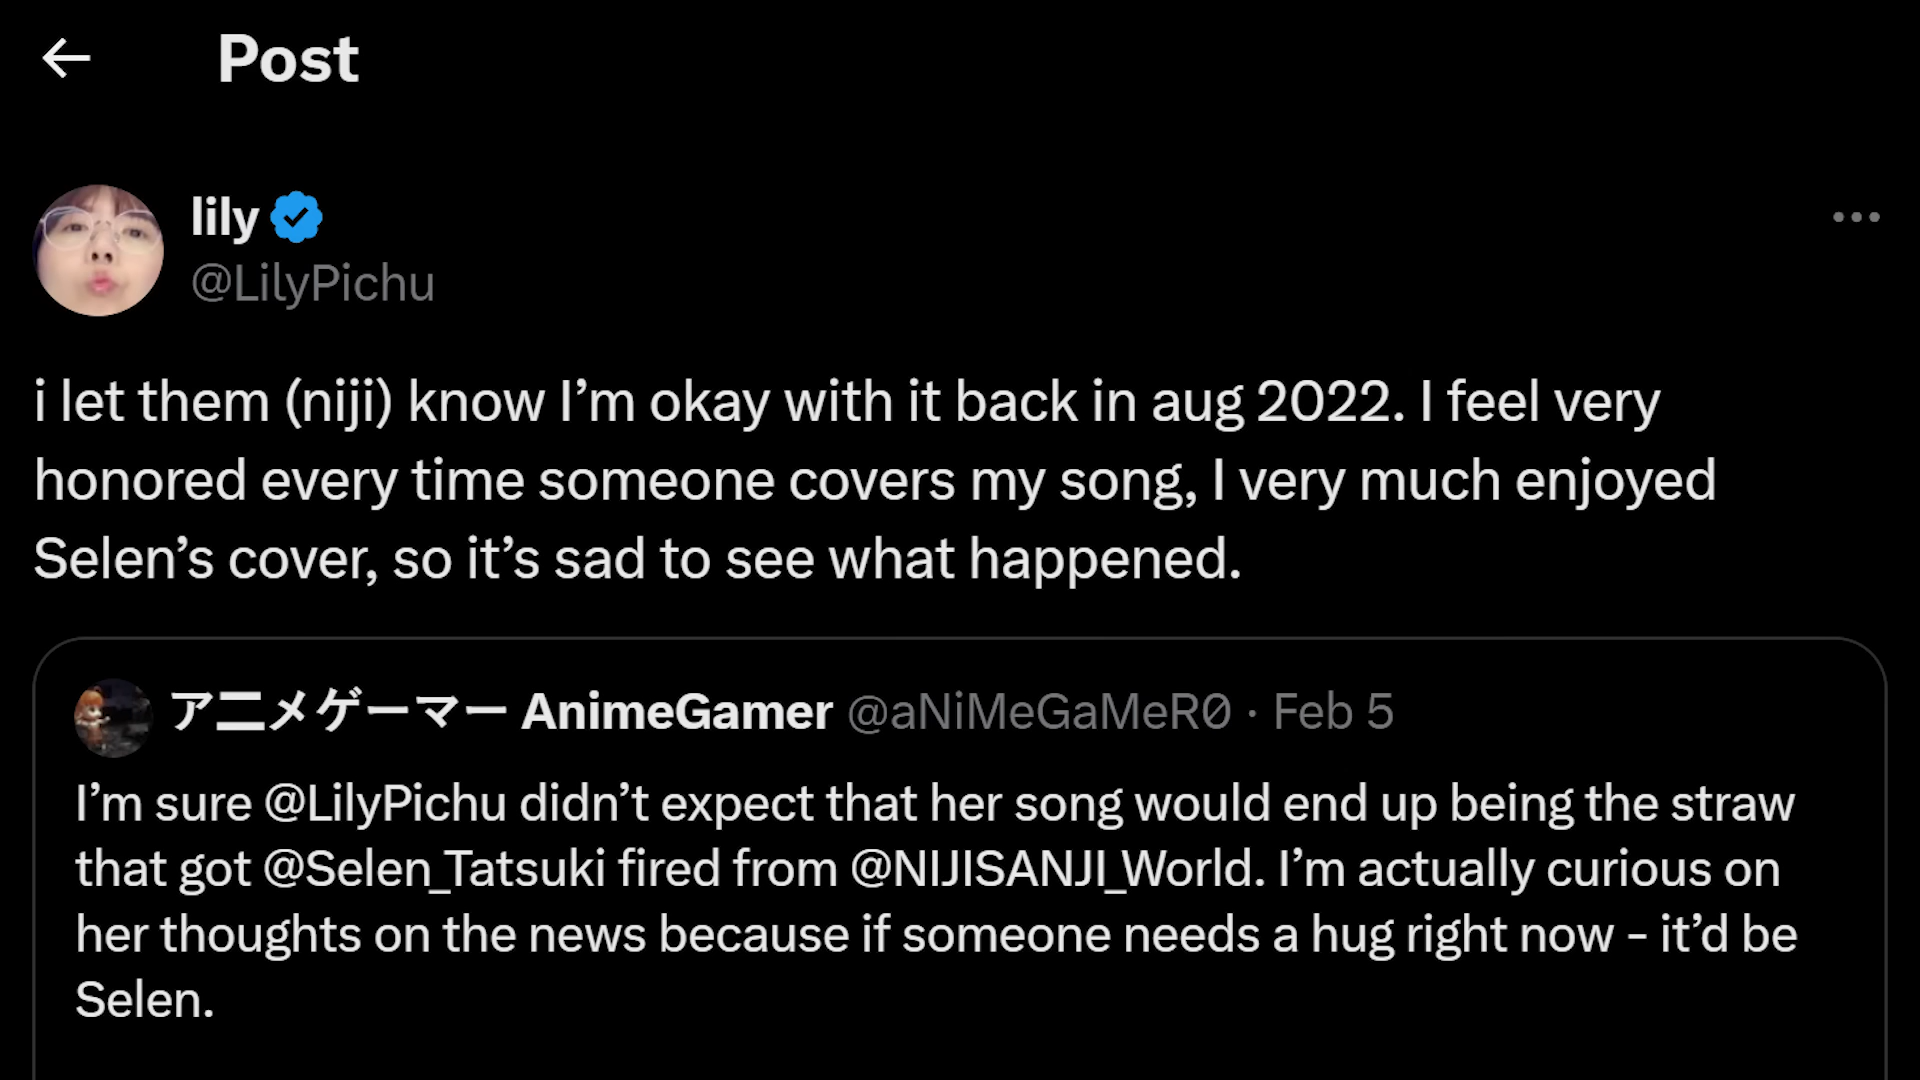 Post
lily
@LilyPichu
i let them (niji) know I’m okay with it back in aug 2022. I feel very
honored every time someone covers my song, I very much enjoyed
Selen’s cover, so it’s sad to see what happened.
アニメゲーマー AnimeGamer @aNiMeGaMeR0 · Feb 5
I’m sure @LilyPichu didn’t expect that her song would end up being the straw
that got @Selen_Tatsuki fired from @NIJISANJI_World. I’m actually curious on
her thoughts on the news because if someone needs a hug right now - it’d be
Selen.